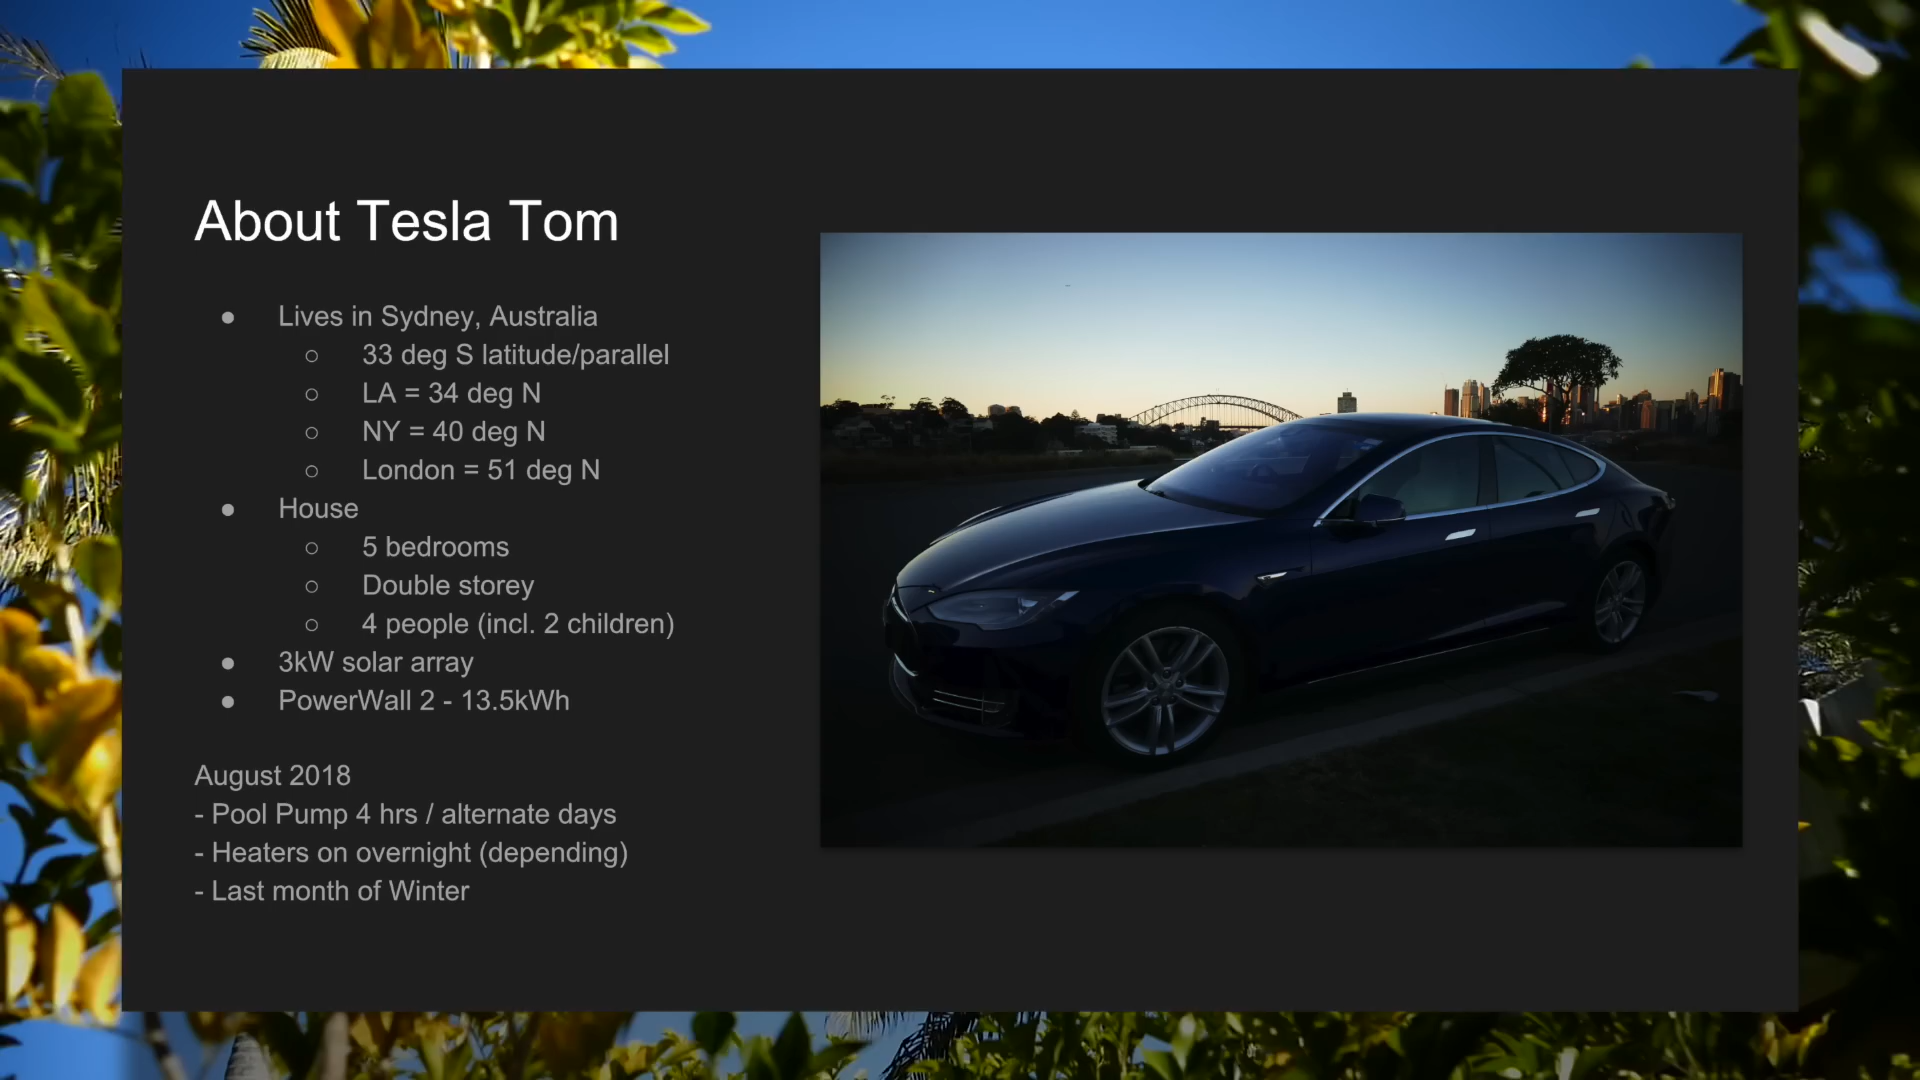 About Tesla Tom
● Lives in Sydney, Australia
○ 33 deg S latitude/parallel
○ LA = 34 deg N
○ NY = 40 deg N
○ London = 51 deg N
● House
○ 5 bedrooms
○ Double storey
○ 4 people (incl. 2 children)
● 3kW solar array
● PowerWall 2 - 13.5kWh
August 2018
- Pool Pump 4 hrs / alternate days
- Heaters on overnight (depending)
- Last month of Winter